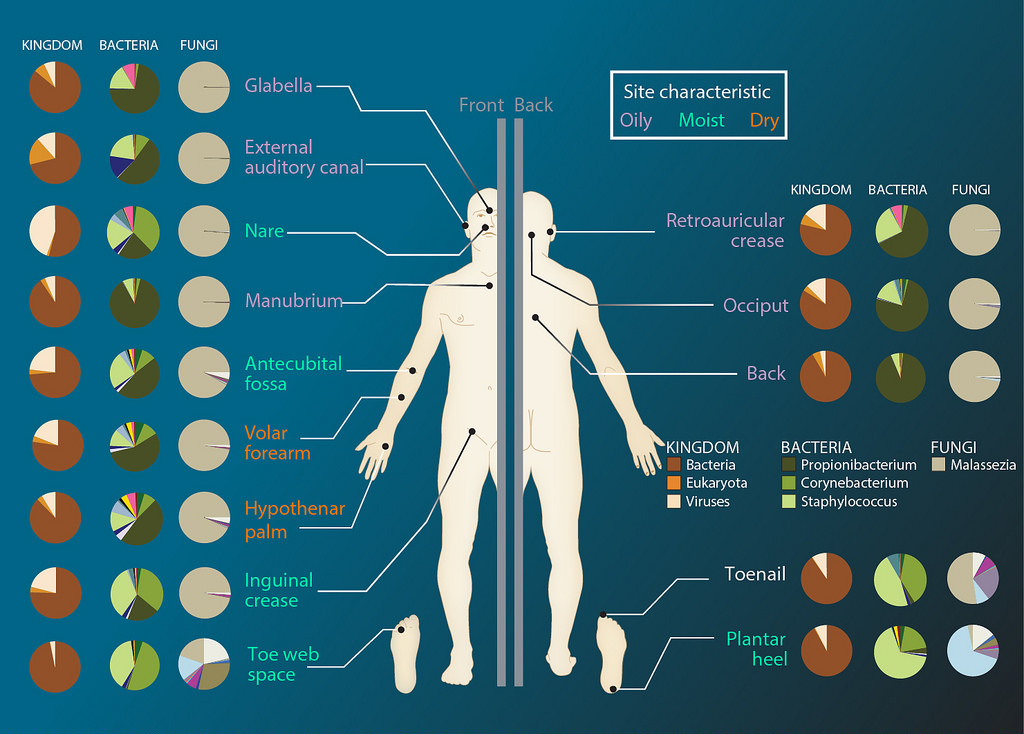 KINGDOM BACTERIA FUNGI
Glabella
External
auditory canal
Nare
Manubrium
Antecubital
fossa
Volar
forearm
Hypothenar
palm
Inguinal
crease
Toe web
space
Front Back
Site characteristic
Oily Moist Dry
KINGDOM BACTERIA FUNGI
Retroauricular
crease
Occiput
Back
KINGDOM
Bacteria
Eukaryota
Viruses
BACTERIA
Propionibacterium
Corynebacterium
Staphylococcus
FUNGI
Malassezia
Toenail
Plantar
heel